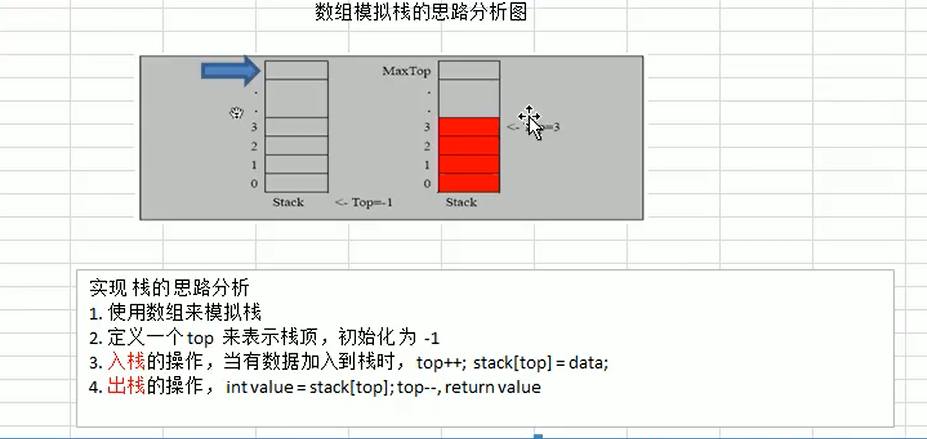 数组模拟栈的思路分析图
MaxTop
.
.
.
.
3
3
<- Top=3
2
2
1
1
0
0
Stack
<- Top=-1
Stack
实现 栈的 思路分析
1. 使用数组来模拟栈
2. 定义一个 top 来表示栈顶，初始化 为 -1
3. 入栈的操作，当有数据加入到栈时， top++; stack[top] = data;
4. 出栈的操作， int value = stack[top]; top--, return value